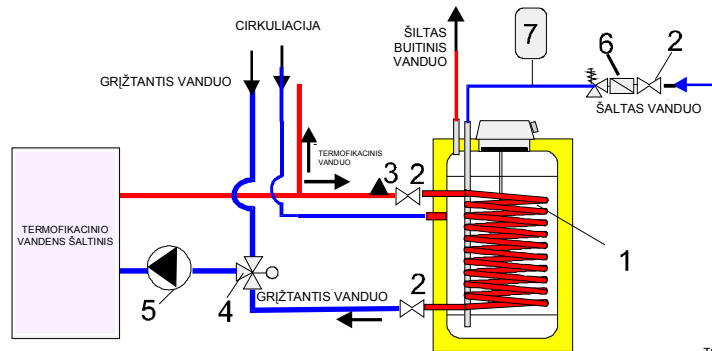 CIRKULIACIJA
GRĮŽTANTIS VANDUO
ŠILTAS
BUITINIS
VANDUO
7
6
2
ŠALTAS VANDUO
TERMOFIKACINIS
VANDUO
3
2
TERMOFIKACINIO
VANDENS ŠALTINIS
1
5
4
GRĮŽTANTIS VANDUO
2